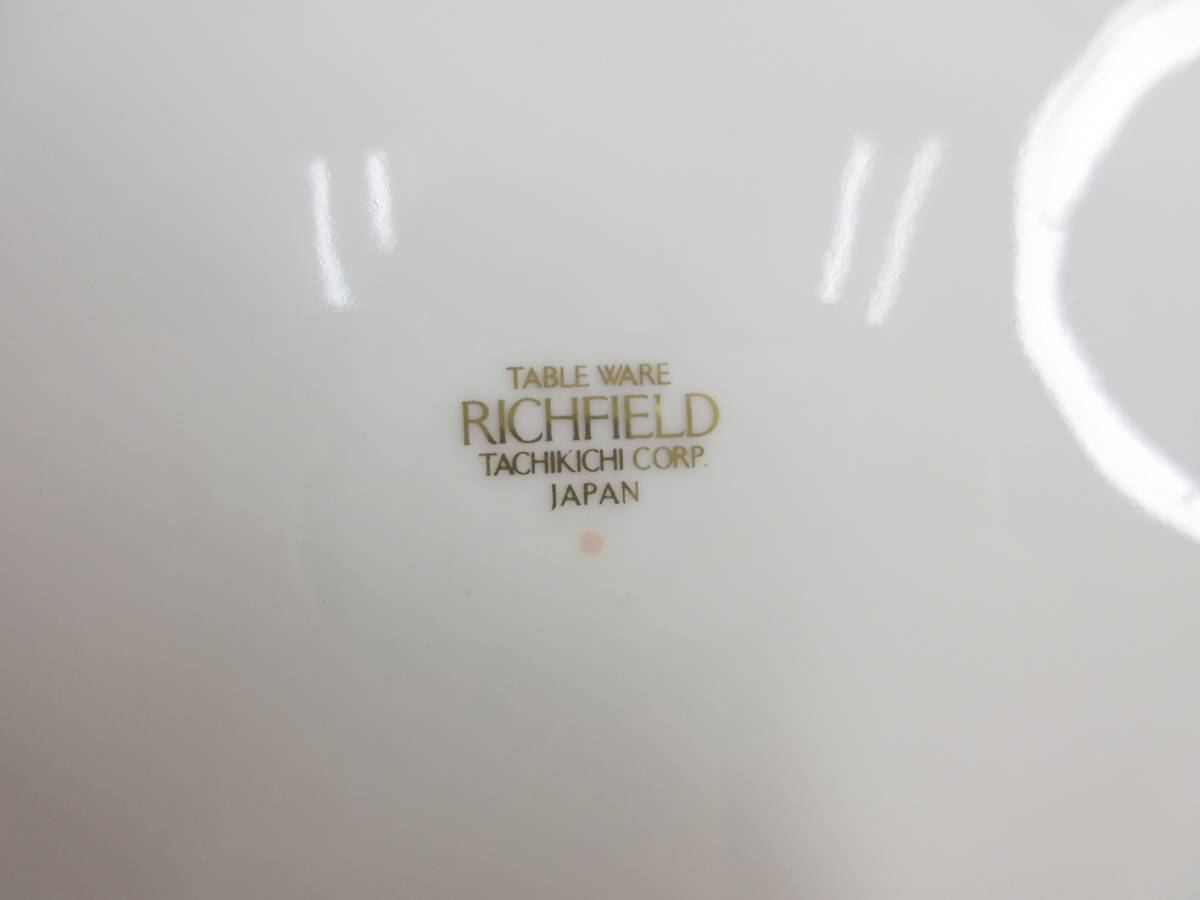 TABLE WARE
RICHFIELD
TACHIKICHI CORP.
JAPAN